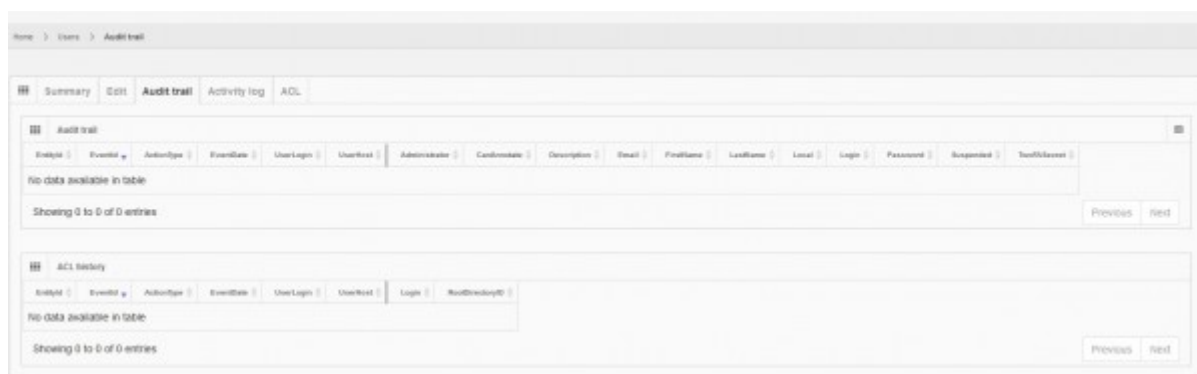 Home > Users > Audit trail
Summary Edit Audit trail Activity log ACL
Audit trail
EntityId EventId ActionType EventDate UserLogin UserHost Administrator CanAnnotate Description Email FirstName LastName Local Login Password Suspended TwoFASecret
No data available in table
Showing 0 to 0 of 0 entries
Previous Next
ACL history
EntityId EventId ActionType EventDate UserLogin UserHost Login RootDirectoryID
No data available in table
Showing 0 to 0 of 0 entries
Previous Next